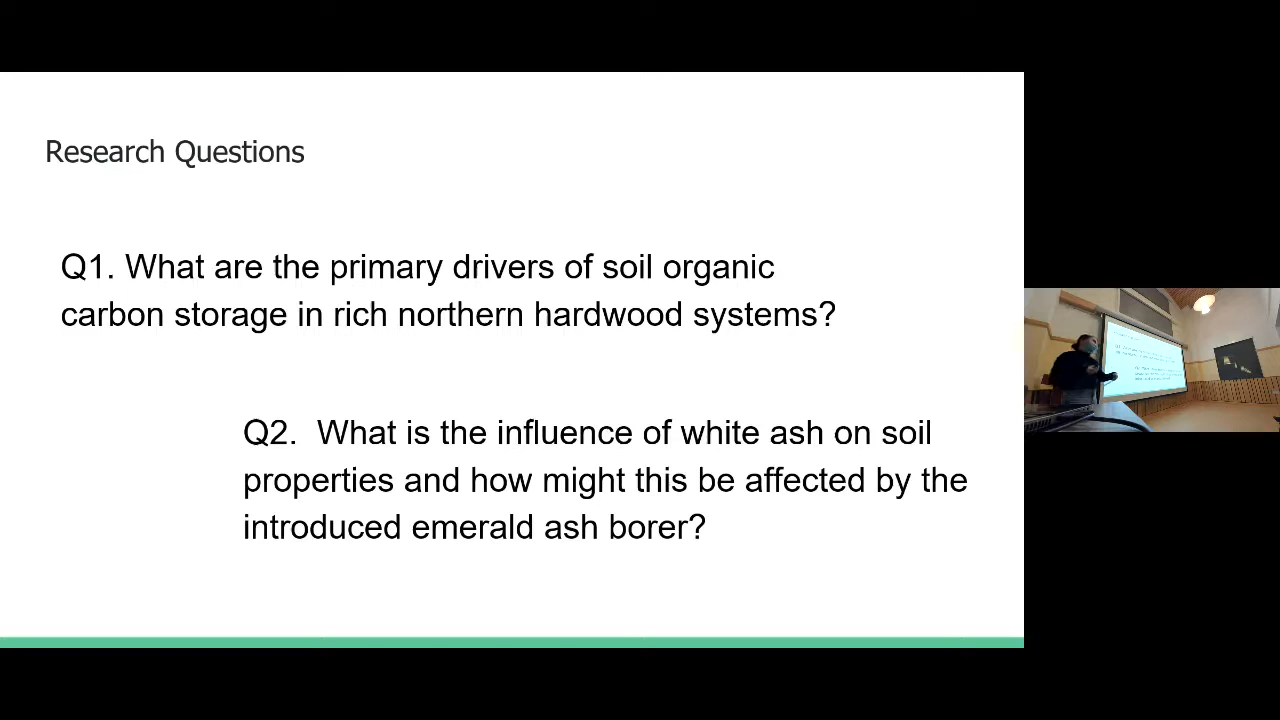 Research Questions
Q1. What are the primary drivers of soil organic
carbon storage in rich northern hardwood systems?
Q2. What is the influence of white ash on soil
properties and how might this be affected by the
introduced emerald ash borer?